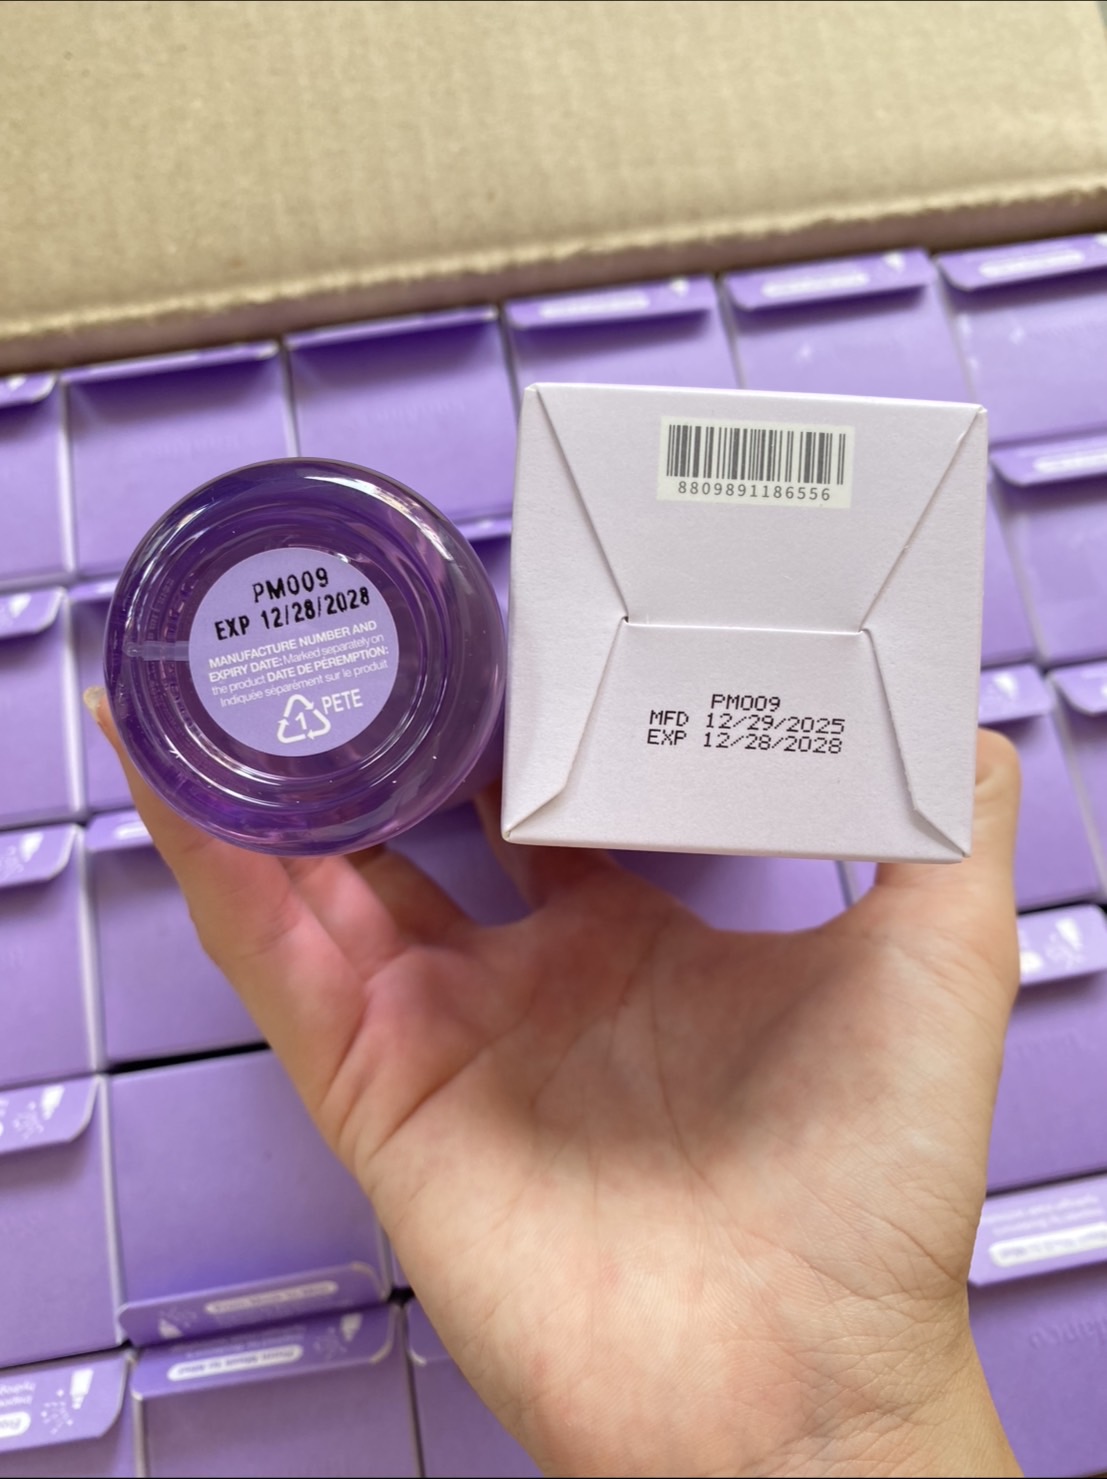 PM009
EXP 12/28/2028
MANUFACTURE NUMBER AND
EXPIRY DATE: Marked separately on
the product DATE DE PÉREMPTION:
Indiquée séparément sur le produit
1 PETE
8809891186556
PM009
MFD 12/29/2025
EXP 12/28/2028